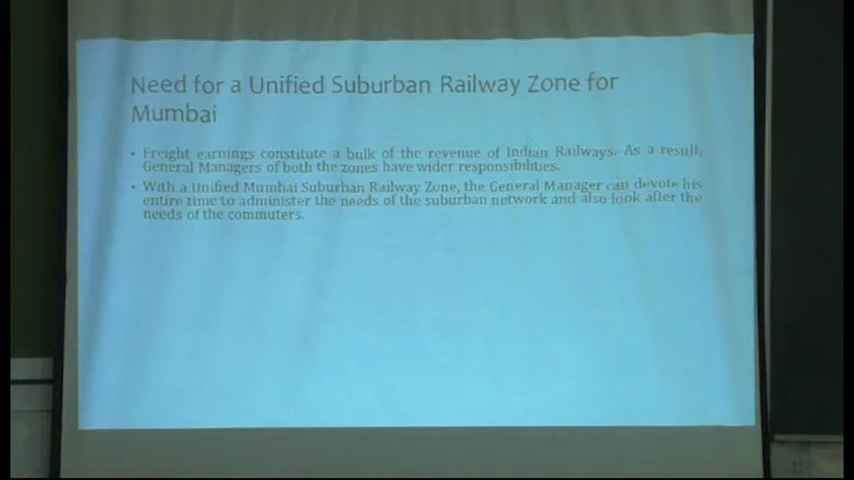 Need for a Unified Suburban Railway Zone for
Mumbai
• Freight earnings constitute a bulk of the revenue of Indian Railways. As a result,
General Managers of both the zones have wider responsibilities.
• With a Unified Mumbai Suburban Railway Zone, the General Manager can devote his
entire time to administer the needs of the suburban network and also look after the
needs of the commuters.